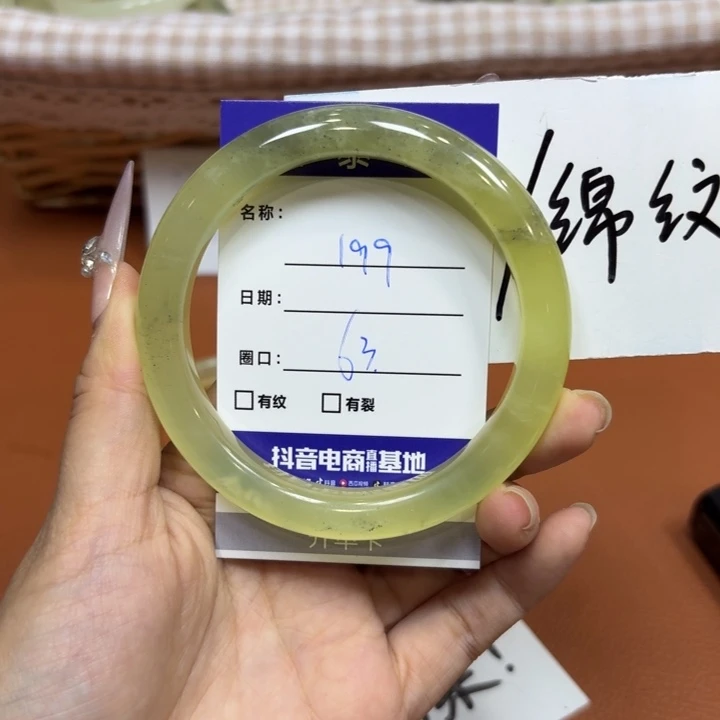 名称：
199
日期：
圈口：
63.
有纹
有裂
抖音电商直播基地
绵纹